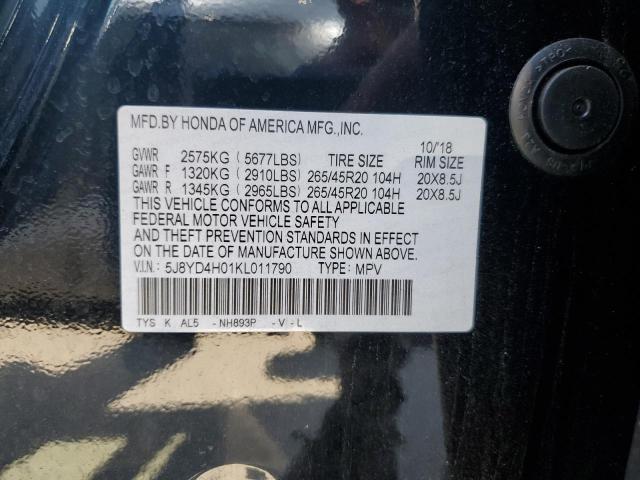 MFD.BY HONDA OF AMERICA MFG.,INC.
10/'18
GVWR 2575KG (5677LBS) TIRE SIZE RIM SIZE
GAWR F 1320KG (2910LBS) 265/45R20 104H 20X8.5J
GAWR R 1345KG (2965LBS) 265/45R20 104H 20X8.5J
THIS VEHICLE CONFORMS TO ALL APPLICABLE
FEDERAL MOTOR VEHICLE SAFETY
AND THEFT PREVENTION STANDARDS IN EFFECT
ON THE DATE OF MANUFACTURE SHOWN ABOVE.
V.I.N.: 5J8YD4H01KL011790 TYPE: MPV
TYS K AL5 -NH893P -V-L